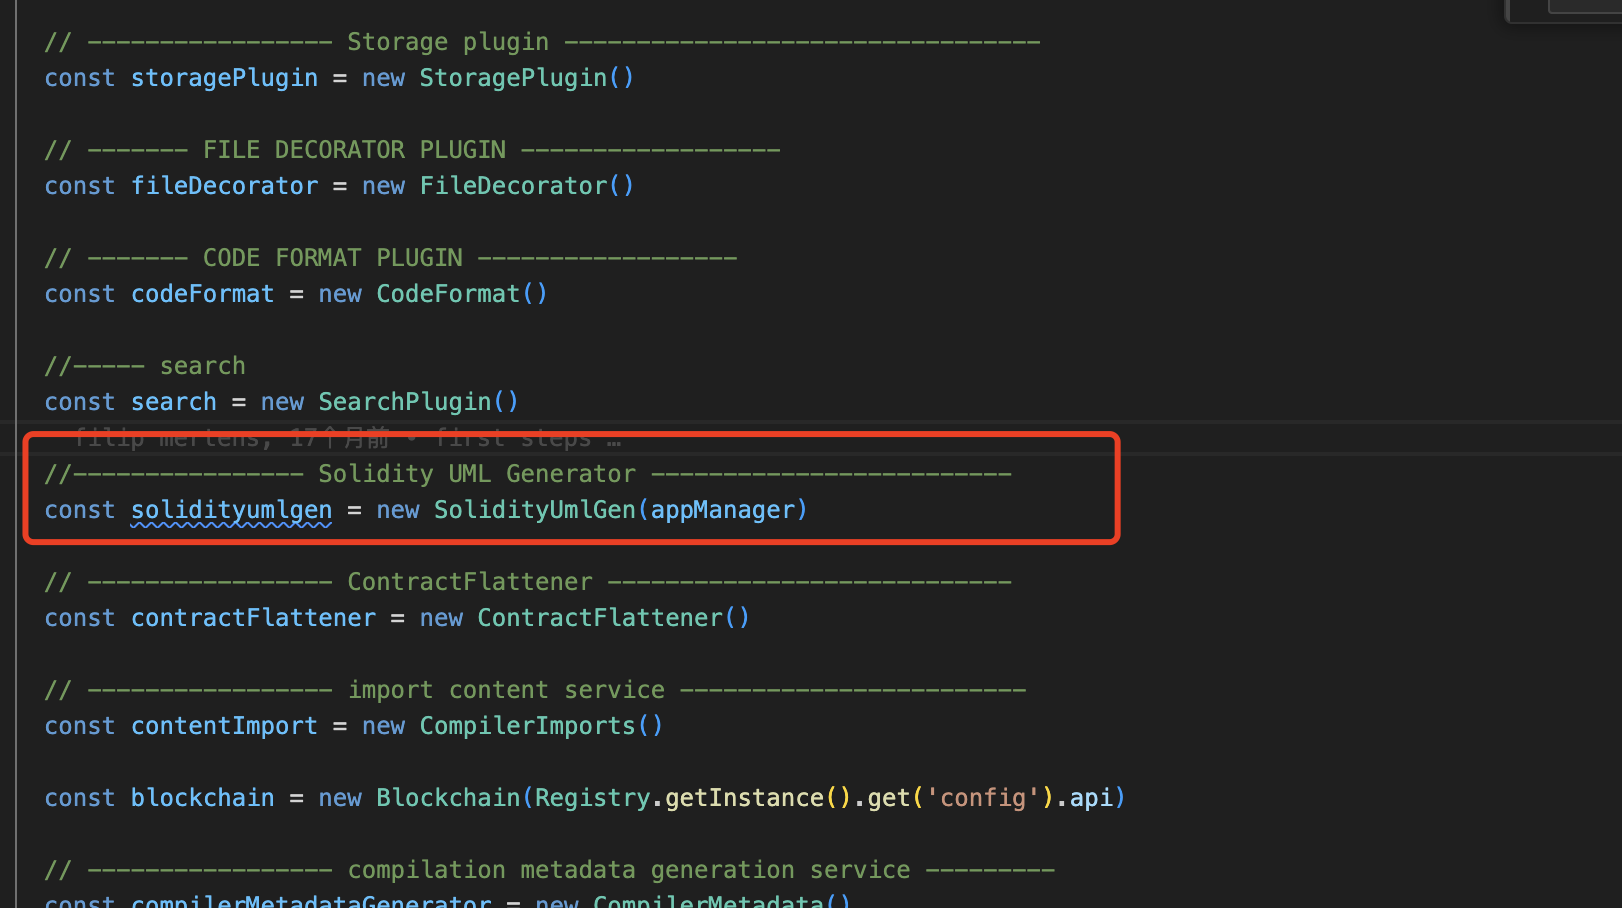 // ----------------- Storage plugin ---------------------------------
const storagePlugin = new StoragePlugin()
// ------- FILE DECORATOR PLUGIN ------------------
const fileDecorator = new FileDecorator()
// ------- CODE FORMAT PLUGIN ------------------
const codeFormat = new CodeFormat()
//----- search
const search = new SearchPlugin()
filip mertens, 17个月前 • first steps …
//---------------- Solidity UML Generator -------------------------
const solidityumlgen = new SolidityUmlGen(appManager)
// ----------------- ContractFlattener ----------------------------
const contractFlattener = new ContractFlattener()
// ----------------- import content service ------------------------
const contentImport = new CompilerImports()
const blockchain = new Blockchain(Registry.getInstance().get('config').api)
// ----------------- compilation metadata generation service ---------
const compilerMetadataGenerator = new CompilerMetadata()